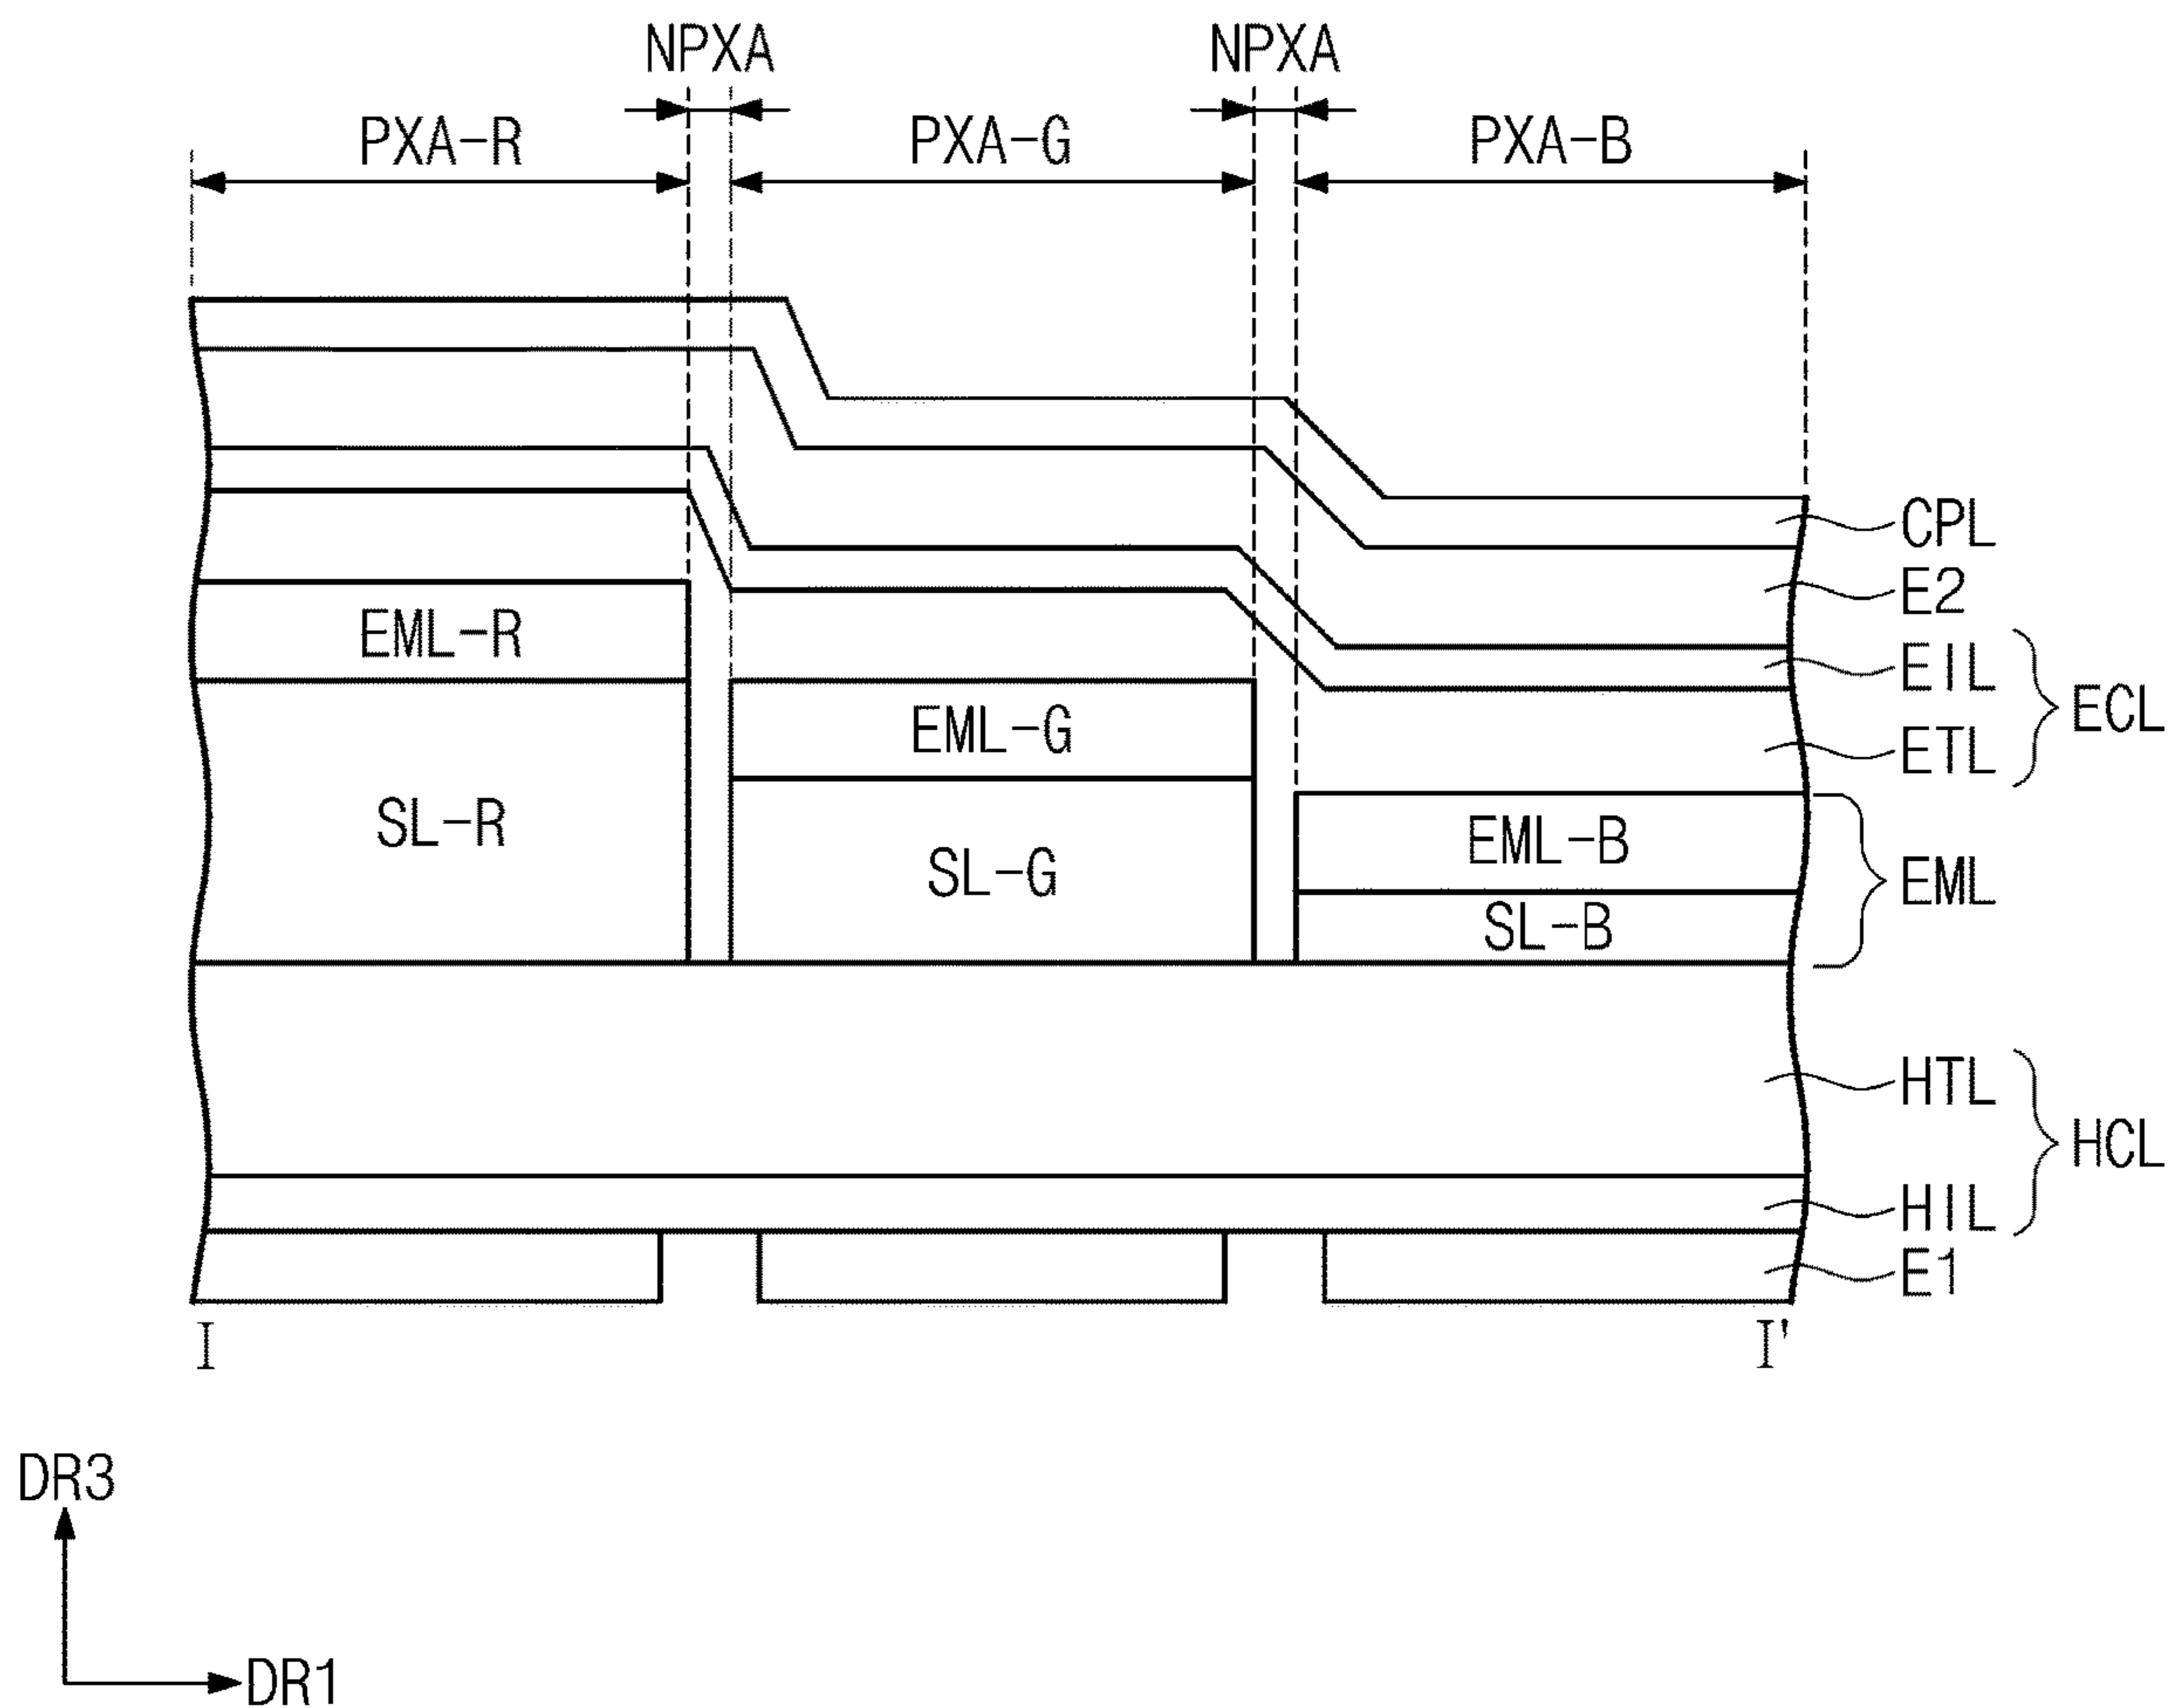 NPXA NPXA
PXA-R PXA-G PXA-B
CPL
E2
EML-R
EIL
ECL
EML-G
ETL
SL-R
EML-B
SL-G
EML
SL-B
HTL
HCL
HIL
E1
I I'
DR3
DR1